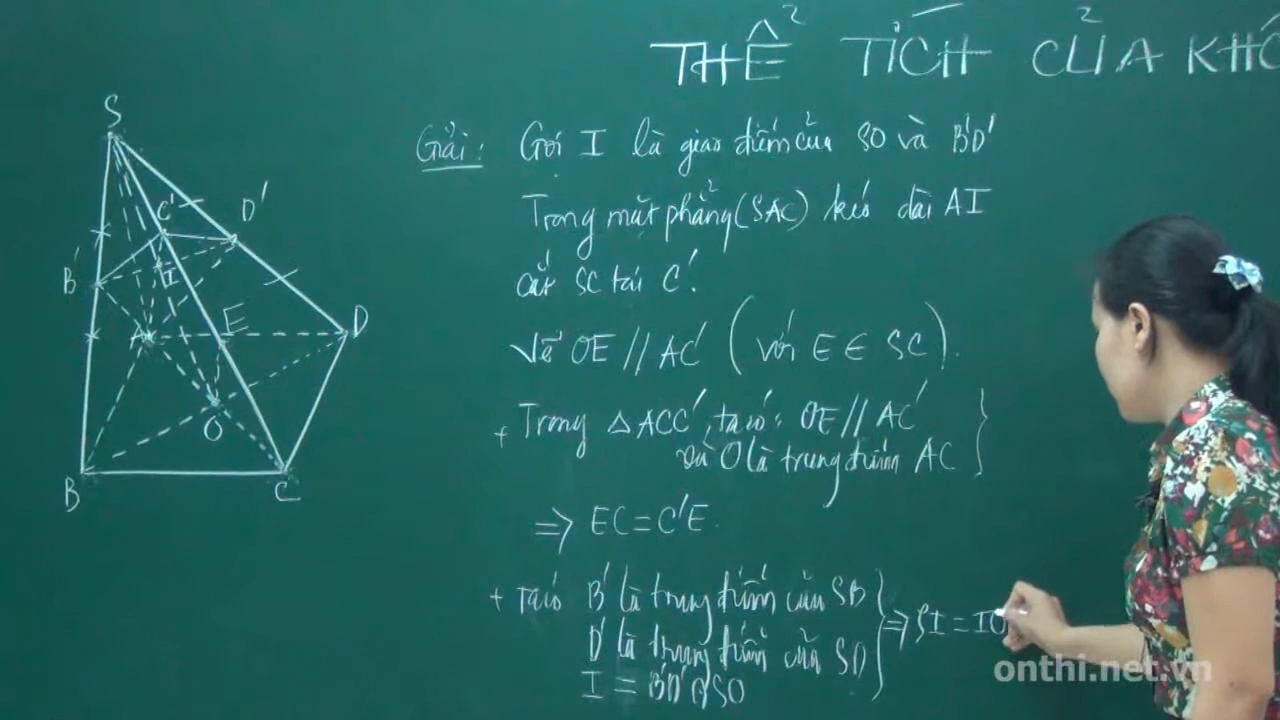 THỂ TÍCH CỦA KHỐ
Giải: Gọi I là giao điểm của SO và B'D'
Trong mặt phẳng (SAC) kéo dài AI
cắt SC tại C'.
Vẽ OE // AC' (với E ∈ SC).
+ Trong △ ACC', ta có: OE // AC'
và O là trung điểm AC
⇒ EC = C'E.
+ Ta có B' là trung điểm của SB
D' là trung điểm của SD
⇒ SI = IO
I = B'D' ∩ SO
S
C'
D'
B'
I
A
E
D
O
B
C
onthi.net.vn